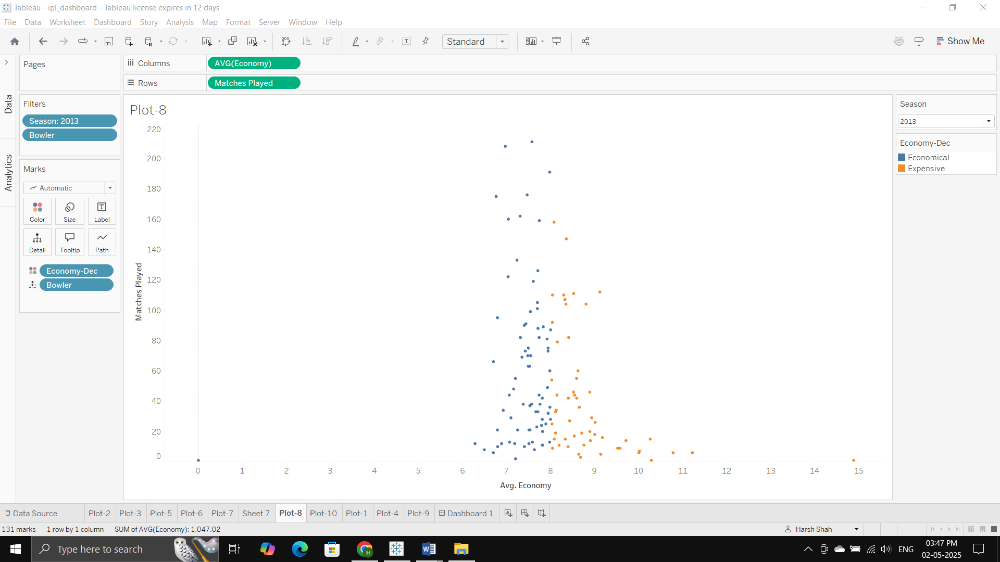 Tableau - ipl_dashboard - Tableau license expires in 12 days
File Data Worksheet Dashboard Story Analysis Map Format Server Window Help
Standard
Show Me
Pages
Columns
AVG(Economy)
Rows
Matches Played
Data
Analytics
Filters
Season: 2013
Bowler
Marks
Automatic
Color Size Label
Detail Tooltip Path
Economy-Dec
Bowler
Plot-8
Matches Played
220
200
180
160
140
120
100
80
60
40
20
0
0 1 2 3 4 5 6 7 8 9 10 11 12 13 14 15
Avg. Economy
Season
2013
Economy-Dec
Economical
Expensive
Data Source Plot-2 Plot-3 Plot-5 Plot-6 Plot-7 Sheet 7 Plot-8 Plot-10 Plot-1 Plot-4 Plot-9 Dashboard 1
131 marks 1 row by 1 column SUM of AVG(Economy): 1,047.02
Harsh Shah
Type here to search
ENG
03:47 PM
02-05-2025